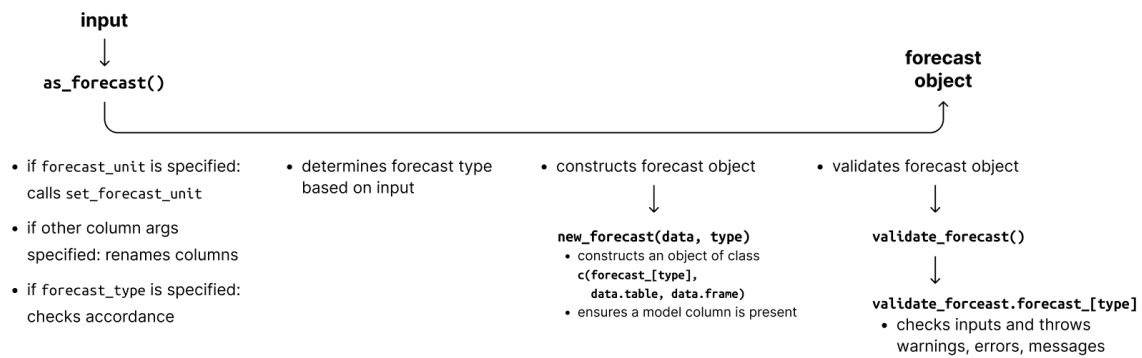 input
as_forecast()
forecast
object
• if forecast_unit is specified:
calls set_forecast_unit
• if other column args
specified: renames columns
• if forecast_type is specified:
checks accordance
• determines forecast type
based on input
• constructs forecast object
new_forecast(data, type)
• constructs an object of class
c(forecast_[type],
data.table, data.frame)
• ensures a model column is present
• validates forecast object
validate_forecast()
validate_forceast.forecast_[type]
• checks inputs and throws
warnings, errors, messages